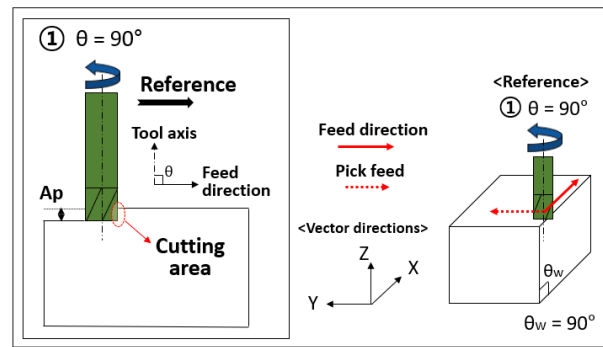 ① θ = 90°
Reference
Tool axis
θ
Feed
direction
Ap
Cutting
area
Feed direction
Pick feed
<Vector directions>
Z
X
Y
<Reference>
① θ = 90°
θw
θw = 90°